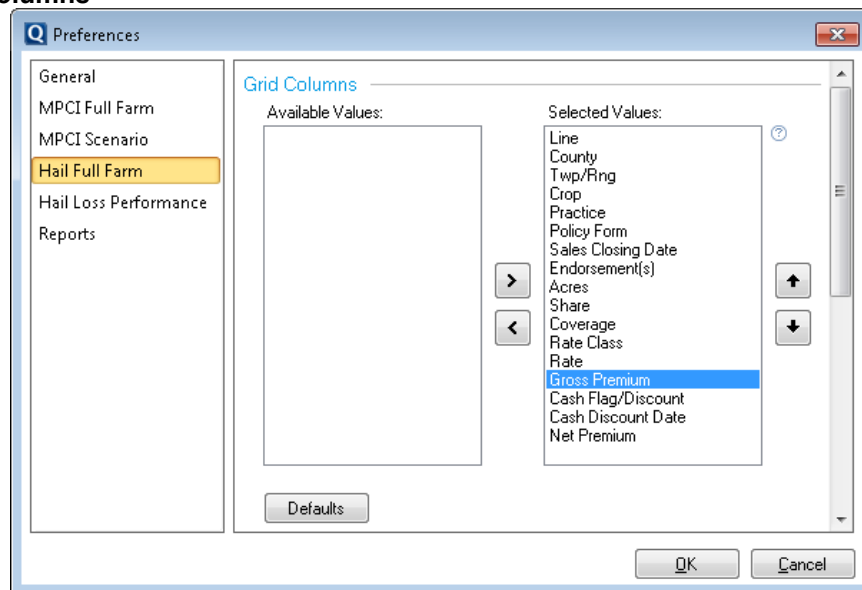 Preferences
General
MPCI Full Farm
MPCI Scenario
Hail Full Farm
Hail Loss Performance
Reports
Grid Columns
Available Values:
Selected Values:
Line
County
Twp/Rng
Crop
Practice
Policy Form
Sales Closing Date
Endorsement(s)
Acres
Share
Coverage
Rate Class
Rate
Gross Premium
Cash Flag/Discount
Cash Discount Date
Net Premium
Defaults
OK
Cancel